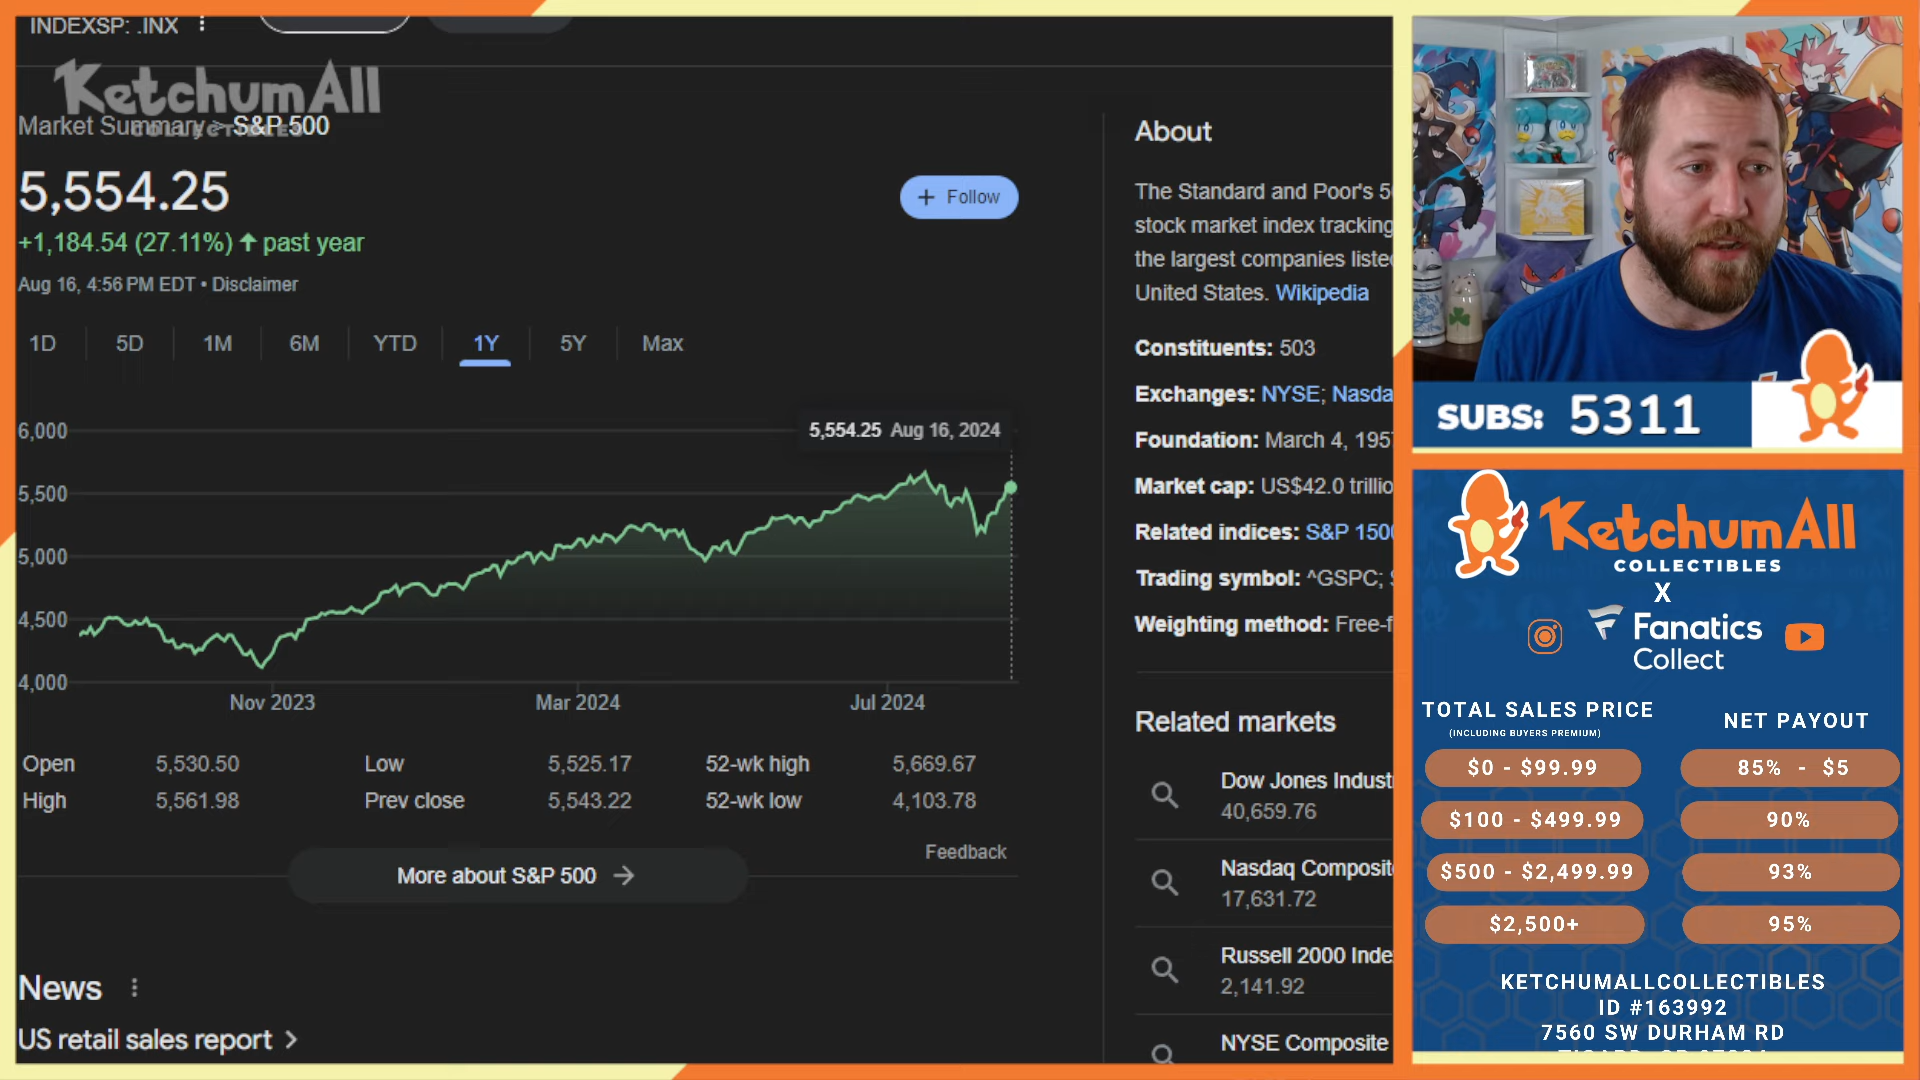 INDEXSP: .INX
KetchumAll
COLLECTIBLES
Market Summary > S&P 500
5,554.25
+1,184.54 (27.11%) ↑ past year
Aug 16, 4:56 PM EDT • Disclaimer
+ Follow
1D 5D 1M 6M YTD 1Y 5Y Max
5,554.25 Aug 16, 2024
6,000
5,500
5,000
4,500
4,000
Nov 2023 Mar 2024 Jul 2024
Open 5,530.50 Low 5,525.17 52-wk high 5,669.67
High 5,561.98 Prev close 5,543.22 52-wk low 4,103.78
Feedback
More about S&P 500 →
News
US retail sales report >
About
The Standard and Poor's 5
stock market index tracking
the largest companies liste
United States. Wikipedia
Constituents: 503
Exchanges: NYSE; Nasda
Foundation: March 4, 195
Market cap: US$42.0 trillio
Related indices: S&P 150
Trading symbol: ^GSPC;
Weighting method: Free-f
Related markets
Dow Jones Indust
40,659.76
Nasdaq Composit
17,631.72
Russell 2000 Inde
2,141.92
NYSE Composite
SUBS: 5311
KetchumAll
COLLECTIBLES
X
Fanatics
Collect
TOTAL SALES PRICE NET PAYOUT
(INCLUDING BUYERS PREMIUM)
$0 - $99.99 85% - $5
$100 - $499.99 90%
$500 - $2,499.99 93%
$2,500+ 95%
KETCHUMALLCOLLECTIBLES
ID #163992
7560 SW DURHAM RD